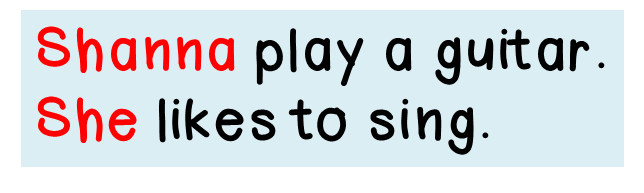 Shanna play a guitar.
She likes to sing.